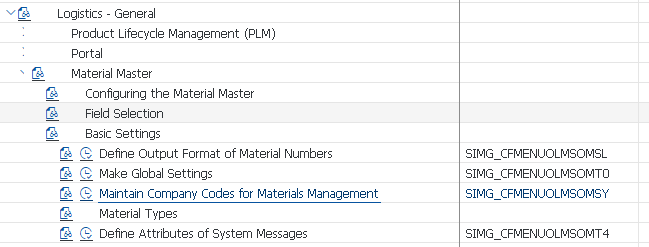 Logistics - General
Product Lifecycle Management (PLM)
Portal
Material Master
Configuring the Material Master
Field Selection
Basic Settings
Define Output Format of Material Numbers SIMG_CFMENUOLMSOMSL
Make Global Settings SIMG_CFMENUOLMSOMT0
Maintain Company Codes for Materials Management SIMG_CFMENUOLMSOMSY
Material Types
Define Attributes of System Messages SIMG_CFMENUOLMSOMT4